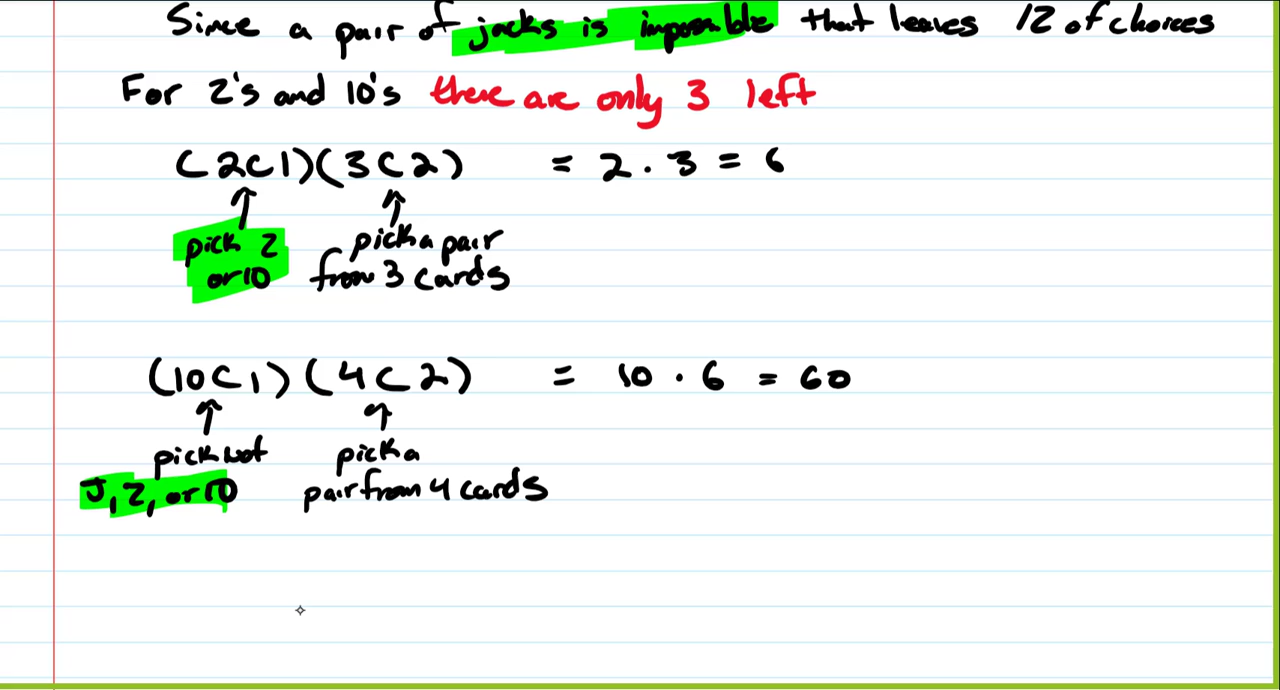 Since a pair of jacks is impossible that leaves 12 of choices
For 2's and 10's there are only 3 left
(2C1)(3C2) = 2 · 3 = 6
pick 2 or 10
pick a pair from 3 cards
(10C1)(4C2) = 10 · 6 = 60
pick not J, 2, or 10
pick a pair from 4 cards